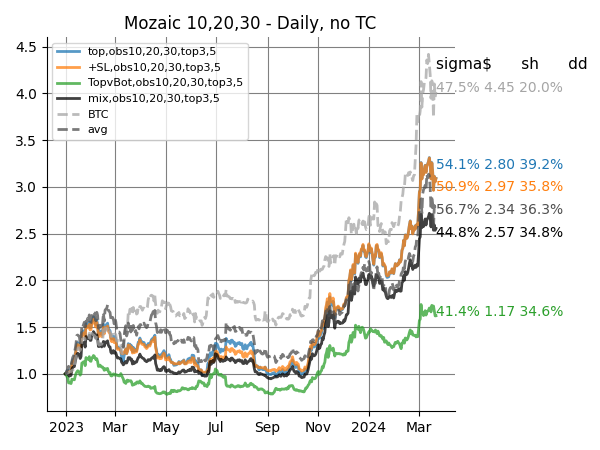 Mozaic 10,20,30 - Daily, no TC
4.5
4.0
3.5
3.0
2.5
2.0
1.5
1.0
top,obs10,20,30,top3,5
+SL,obs10,20,30,top3,5
TopvBot,obs10,20,30,top3,5
mix,obs10,20,30,top3,5
BTC
avg
sigma$ sh dd
47.5% 4.45 20.0%
54.1% 2.80 39.2%
50.9% 2.97 35.8%
56.7% 2.34 36.3%
44.8% 2.57 34.8%
41.4% 1.17 34.6%
2023 Mar May Jul Sep Nov 2024 Mar